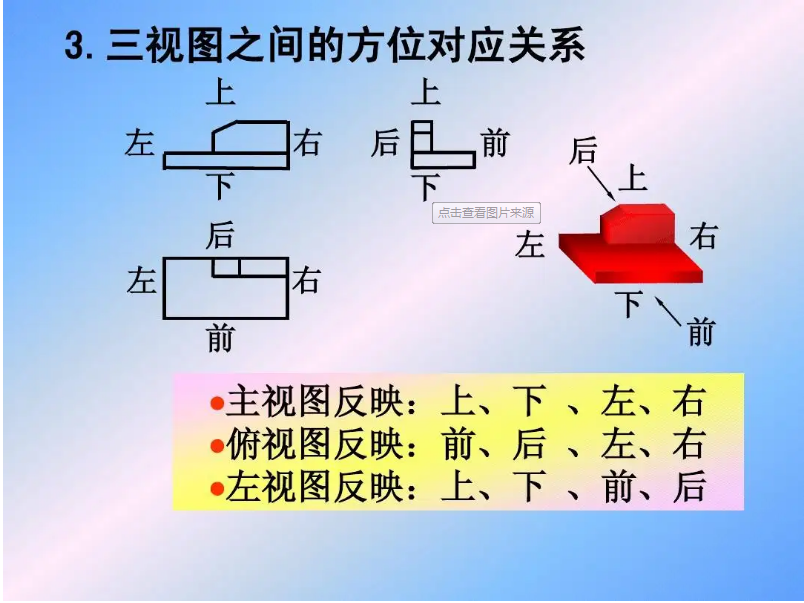 3. 三视图之间的方位对应关系
上
上
左
右
后
前
下
下
后
上
点击查看图片来源
后
左
右
左
右
下
前
前
●主视图反映：上、下 、左、右
●俯视图反映：前、后 、左、右
●左视图反映：上、下 、前、后